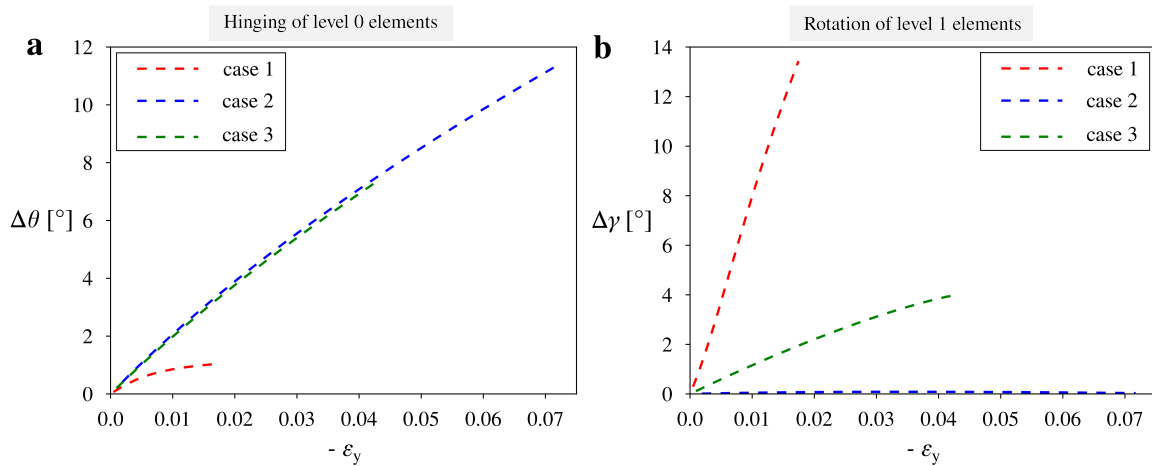 Hinging of level 0 elements
a
12
10
8
6
4
2
0
Δθ [°]
case 1
case 2
case 3
0.0 0.01 0.02 0.03 0.04 0.05 0.06 0.07
- εy
Rotation of level 1 elements
b
14
12
10
8
6
4
2
0
Δγ [°]
case 1
case 2
case 3
0.0 0.01 0.02 0.03 0.04 0.05 0.06 0.07
- εy